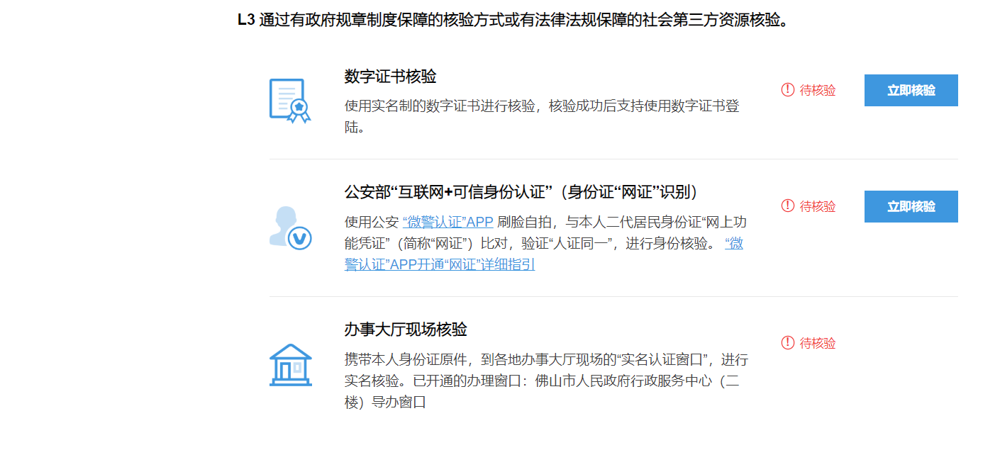 L3 通过有政府规章制度保障的核验方式或有法律法规保障的社会第三方资源核验。
数字证书核验
使用实名制的数字证书进行核验，核验成功后支持使用数字证书登
陆。
待核验
立即核验
公安部“互联网+可信身份认证”（身份证“网证”识别）
使用公安 “微警认证”APP 刷脸自拍，与本人二代居民身份证“网上功
能凭证”（简称“网证”）比对，验证“人证同一”，进行身份核验。 “微
警认证”APP开通“网证”详细指引
待核验
立即核验
办事大厅现场核验
携带本人身份证原件，到各地办事大厅现场的“实名认证窗口”，进行
实名核验。已开通的办理窗口：佛山市人民政府行政服务中心（二
楼）导办窗口
待核验